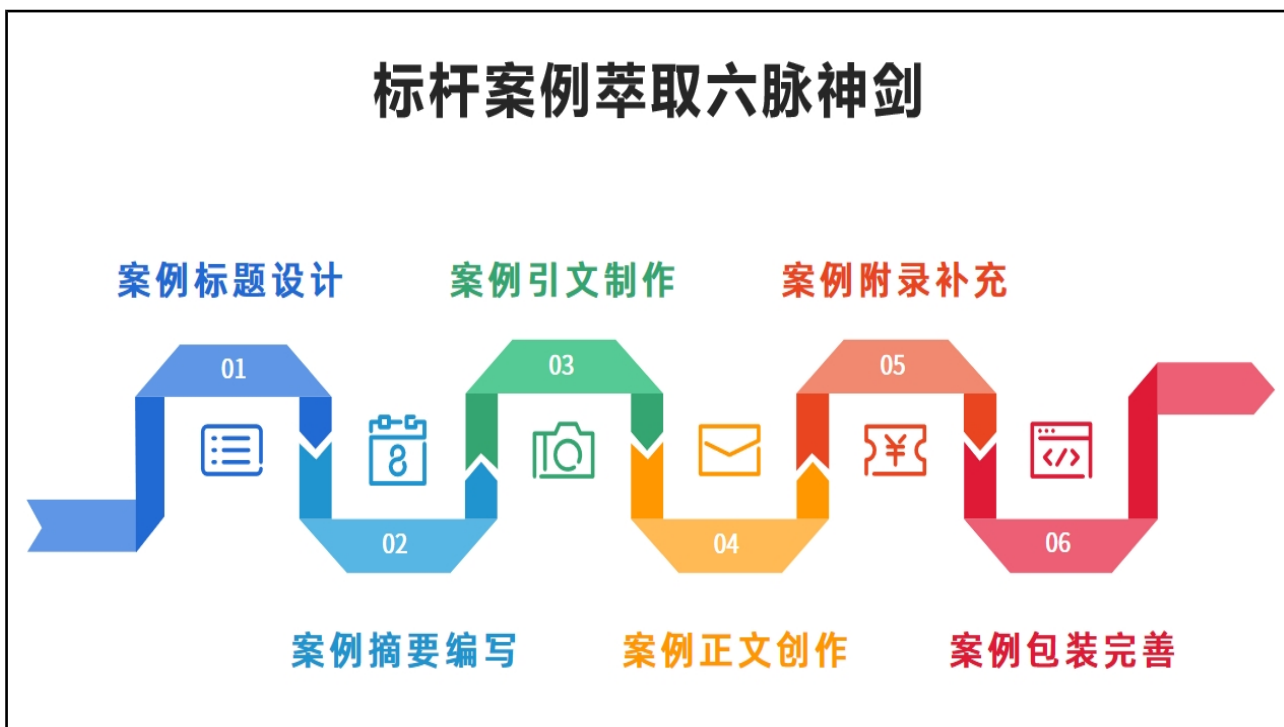 标杆案例萃取六脉神剑
案例标题设计
案例引文制作
案例附录补充
01
03
05
8
¥
</>
02
04
06
案例摘要编写
案例正文创作
案例包装完善